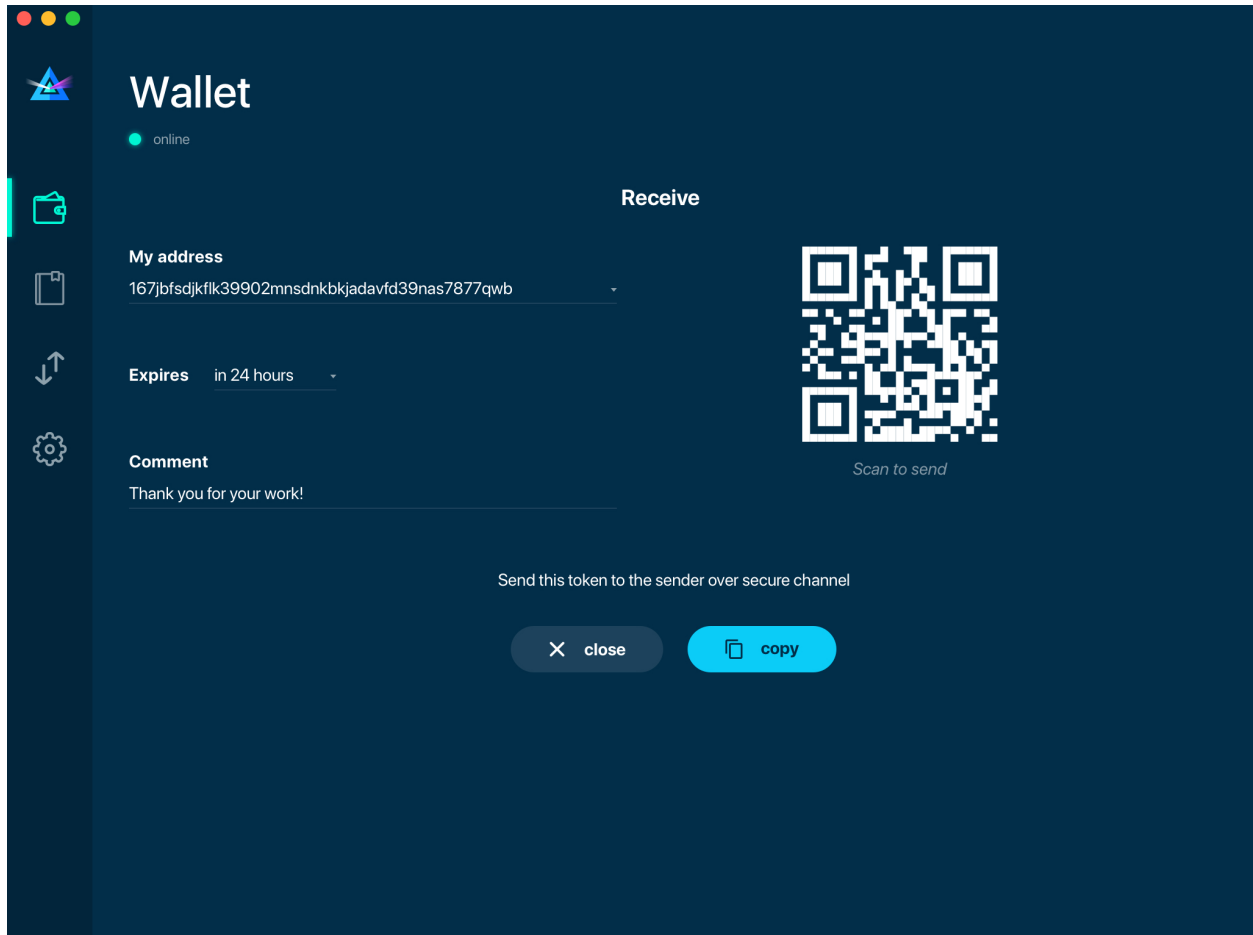 Wallet
online
Receive
My address
167jbfsdjkflk39902mnsdnkbkjadavfd39nas7877qwb
Expires in 24 hours
Comment
Thank you for your work!
Scan to send
Send this token to the sender over secure channel
close
copy